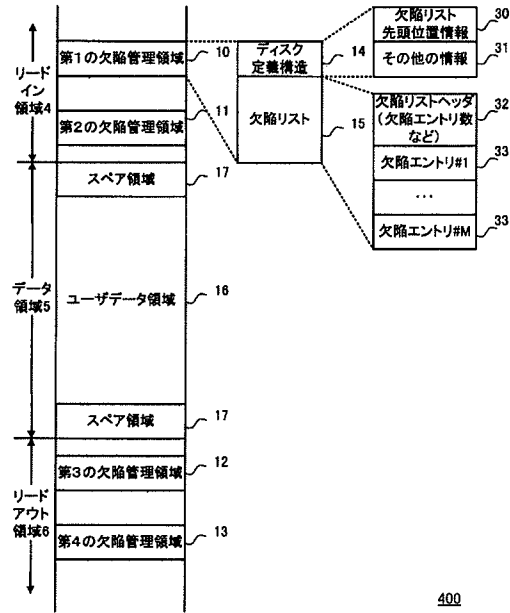 リード
イン
領域4
データ
領域5
リード
アウト
領域6
第1の欠陥管理領域
10
第2の欠陥管理領域
11
スペア領域
17
ユーザデータ領域
16
スペア領域
17
第3の欠陥管理領域
12
第4の欠陥管理領域
13
ディスク
定義構造
14
欠陥リスト
15
欠陥リスト
先頭位置情報
30
その他の情報
31
欠陥リストヘッダ
(欠陥エントリ数
など)
32
欠陥エントリ#1
33
...
欠陥エントリ#M
33
400